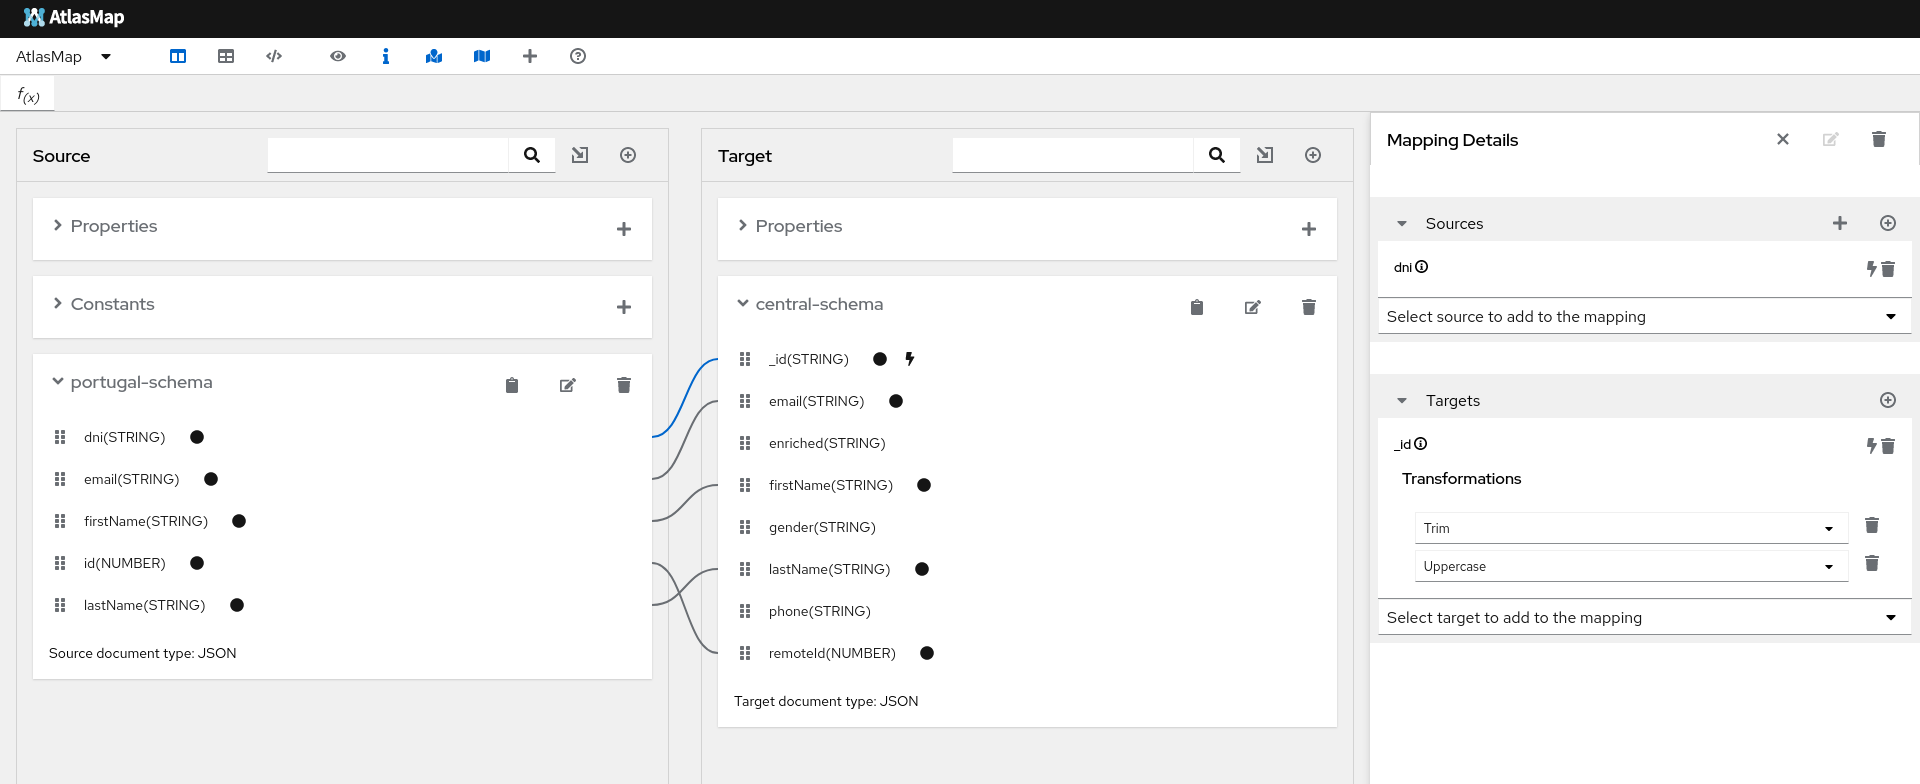 AtlasMap
AtlasMap
f(x)
Source
Properties
Constants
portugal-schema
dni(STRING)
email(STRING)
firstName(STRING)
id(NUMBER)
lastName(STRING)
Source document type: JSON
Target
Properties
central-schema
_id(STRING)
email(STRING)
enriched(STRING)
firstName(STRING)
gender(STRING)
lastName(STRING)
phone(STRING)
remoteId(NUMBER)
Target document type: JSON
Mapping Details
Sources
dni
Select source to add to the mapping
Targets
_id
Transformations
Trim
Uppercase
Select target to add to the mapping